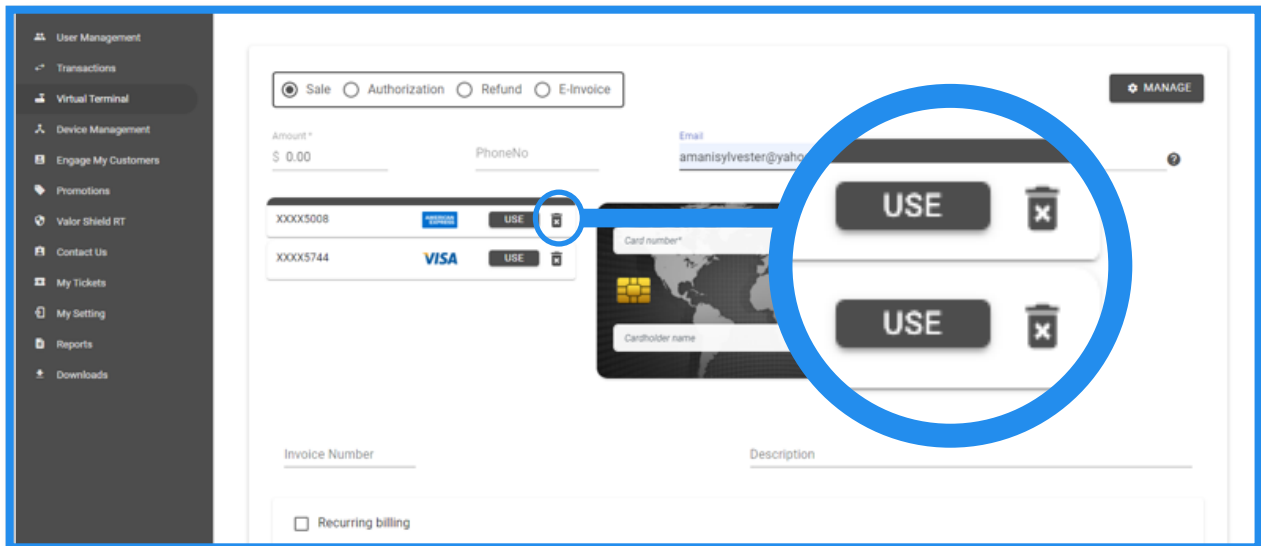 User Management
Transactions
Virtual Terminal
Device Management
Engage My Customers
Promotions
Valor Shield RT
Contact Us
My Tickets
My Setting
Reports
Downloads
Sale Authorization Refund E-Invoice
MANAGE
Amount *
$ 0.00
PhoneNo
Email
amanisylvester@yaho
XXXX5008 AMERICAN EXPRESS USE
XXXX5744 VISA USE
Card number*
Cardholder name
USE
USE
Invoice Number
Description
Recurring billing